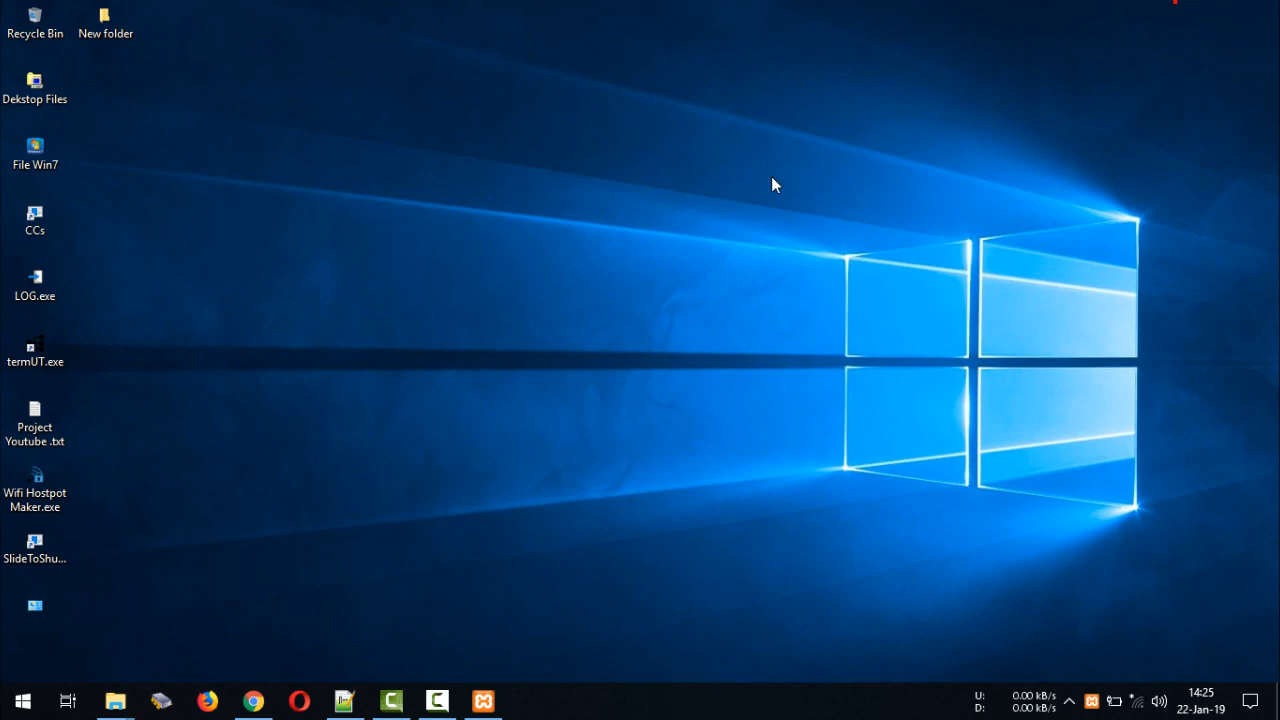 Recycle Bin
New folder
Dekstop Files
File Win7
CCs
LOG.exe
termUT.exe
Project
Youtube .txt
Wifi Hostpot
Maker.exe
SlideToShu...
U: 0.00 kB/s
D: 0.00 kB/s
14:25
22-Jan-19